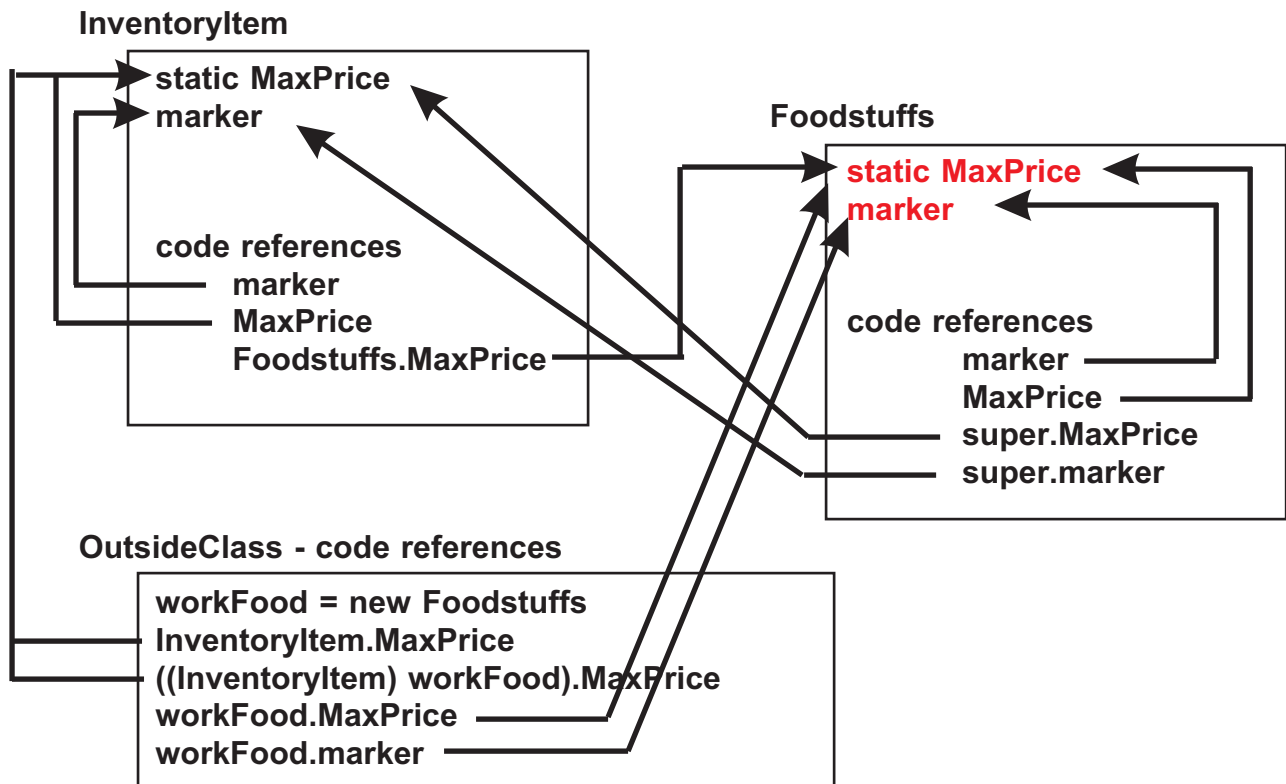 InventoryItem
static MaxPrice
marker
code references
marker
MaxPrice
Foodstuffs.MaxPrice
Foodstuffs
static MaxPrice
marker
code references
marker
MaxPrice
super.MaxPrice
super.marker
OutsideClass - code references
workFood = new Foodstuffs
InventoryItem.MaxPrice
((InventoryItem) workFood).MaxPrice
workFood.MaxPrice
workFood.marker